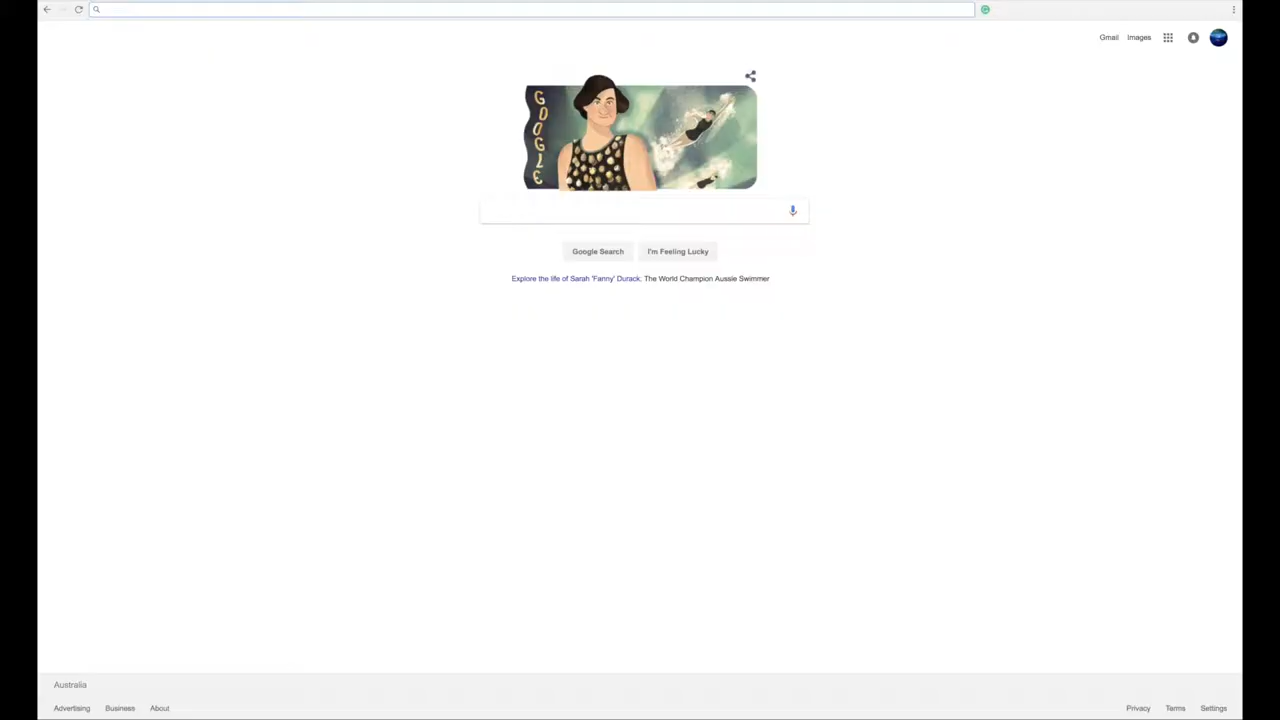 Gmail Images
GOOGLE
Google Search I'm Feeling Lucky
Explore the life of Sarah 'Fanny' Durack: The World Champion Aussie Swimmer
Australia
Advertising Business About Privacy Terms Settings